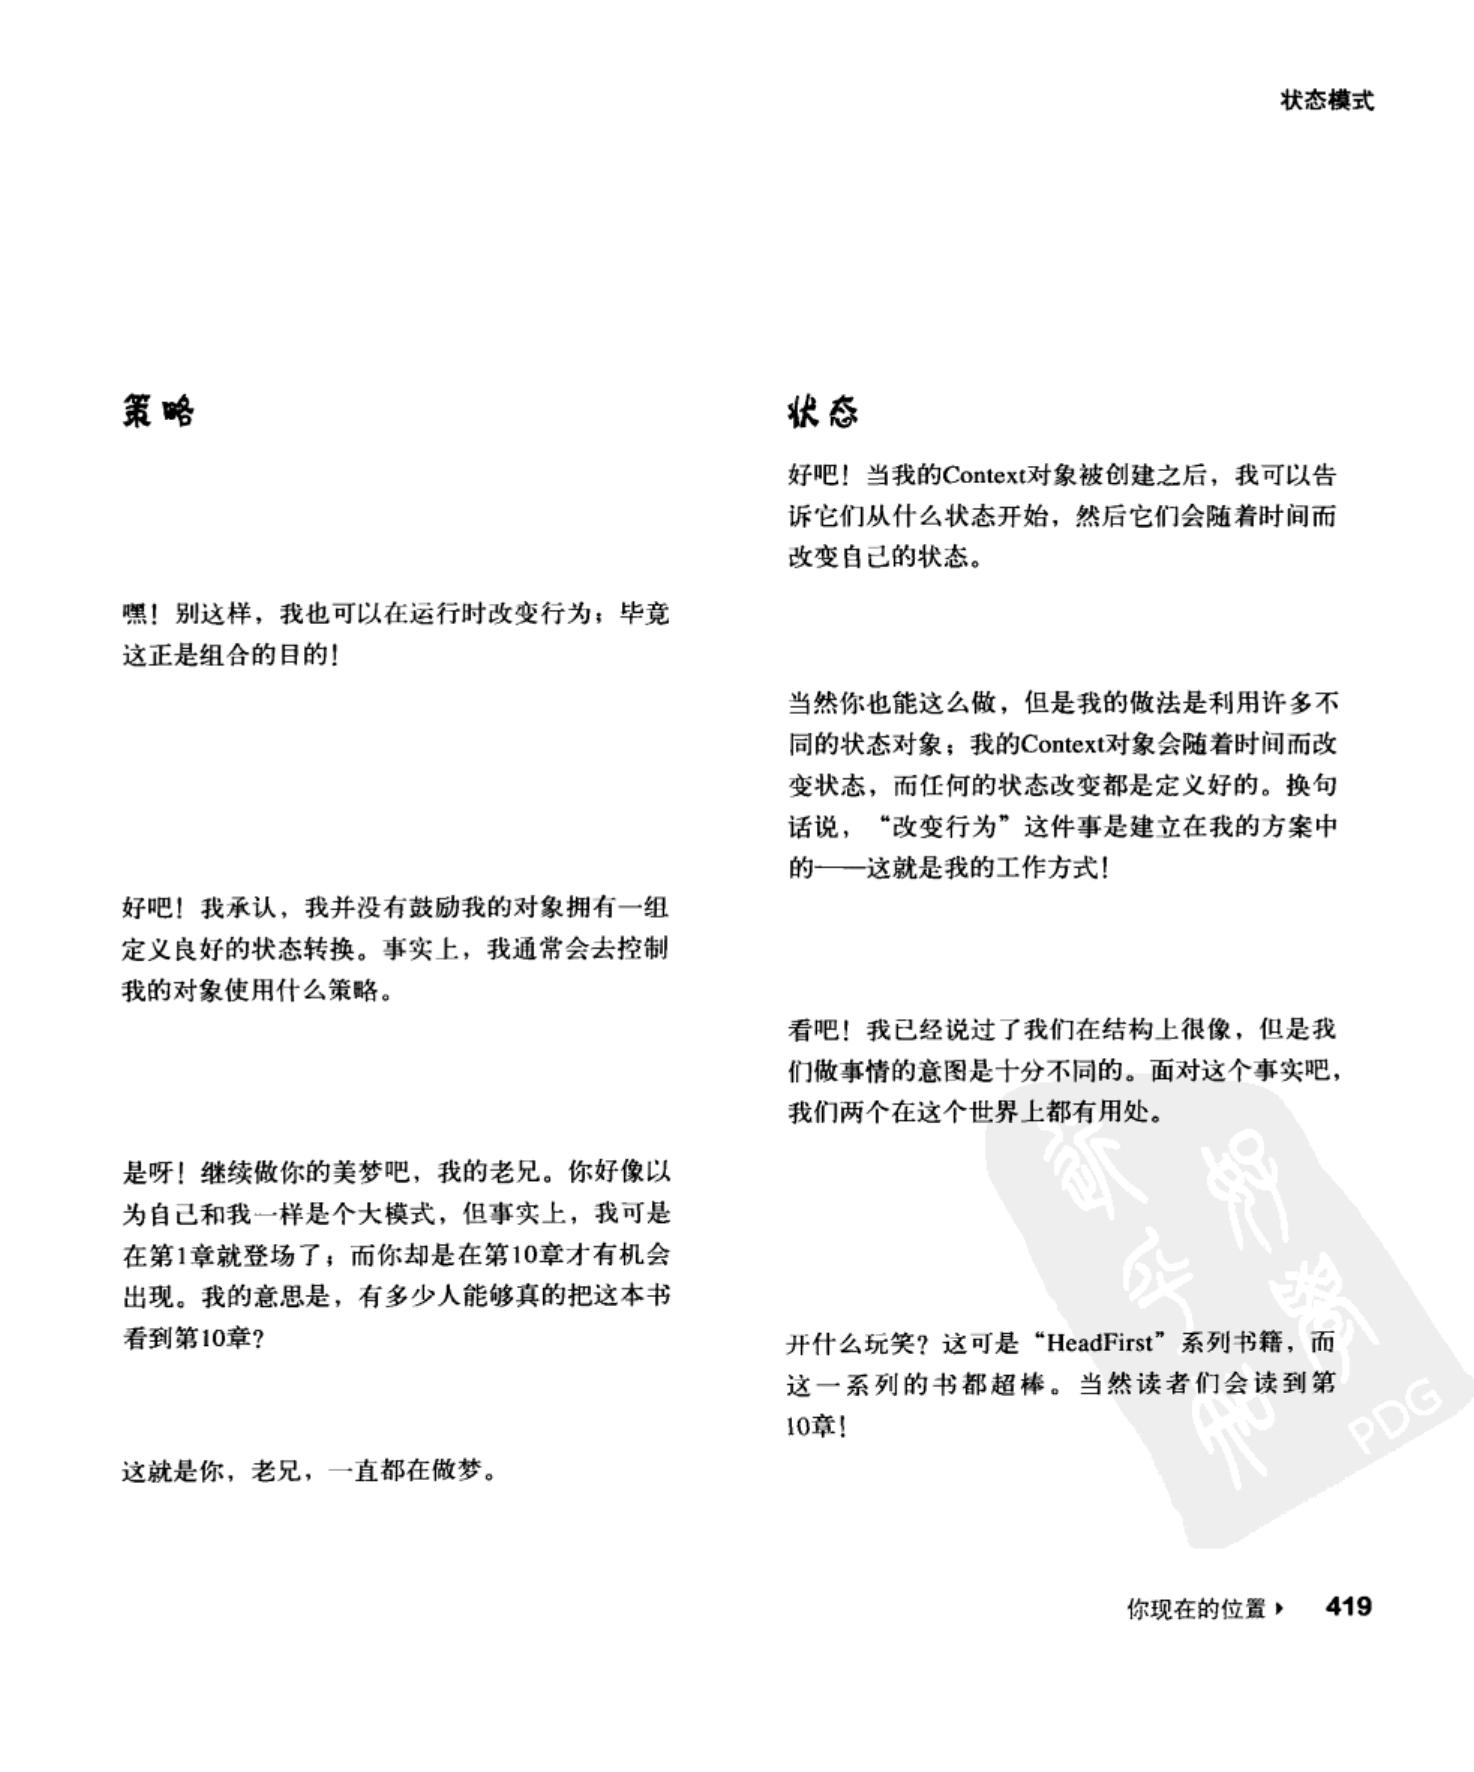 状态模式
策略
状态
好吧！当我的Context对象被创建之后，我可以告
诉它们从什么状态开始，然后它们会随着时间而
改变自己的状态。
嘿！别这样，我也可以在运行时改变行为；毕竟
这正是组合的目的！
当然你也能这么做，但是我的做法是利用许多不
同的状态对象；我的Context对象会随着时间而改
变状态，而任何的状态改变都是定义好的。换句
话说，“改变行为”这件事是建立在我的方案中
的——这就是我的工作方式！
好吧！我承认，我并没有鼓励我的对象拥有一组
定义良好的状态转换。事实上，我通常会去控制
我的对象使用什么策略。
看吧！我已经说过了我们在结构上很像，但是我
们做事情的意图是十分不同的。面对这个事实吧，
我们两个在这个世界上都有用处。
是呀！继续做你的美梦吧，我的老兄。你好像以
为自己和我一样是个大模式，但事实上，我可是
在第1章就登场了；而你却是在第10章才有机会
出现。我的意思是，有多少人能够真的把这本书
看到第10章？
开什么玩笑？这可是“HeadFirst”系列书籍，而
这一系列的书都超棒。当然读者们会读到第
10章！
这就是你，老兄，一直都在做梦。
PDG
你现在的位置▸ 419